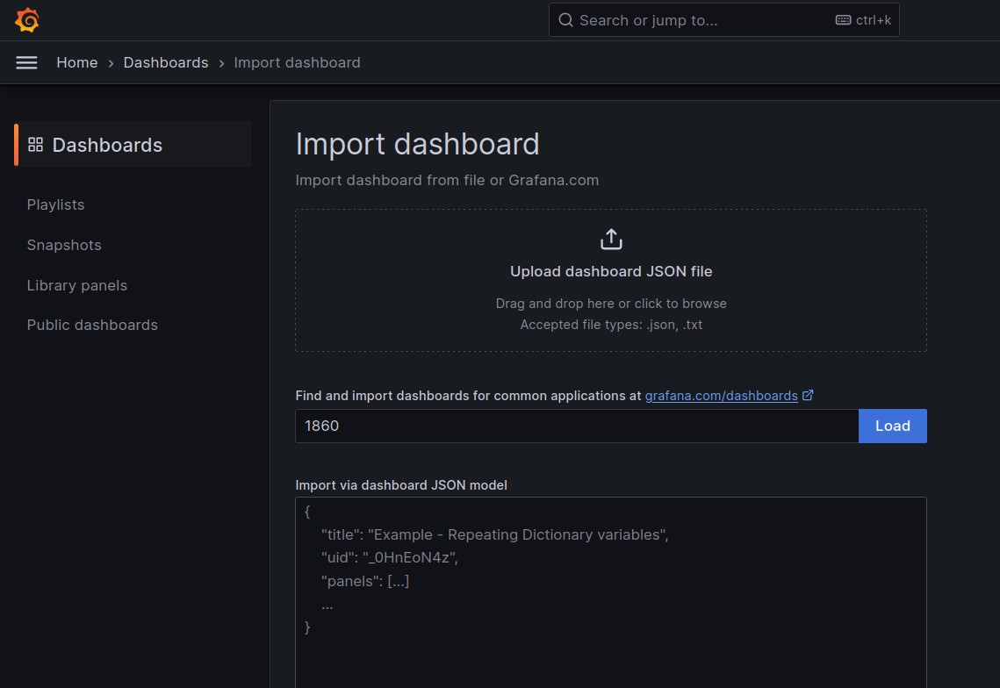 Search or jump to...
ctrl+k
Home › Dashboards › Import dashboard
Dashboards
Playlists
Snapshots
Library panels
Public dashboards
Import dashboard
Import dashboard from file or Grafana.com
Upload dashboard JSON file
Drag and drop here or click to browse
Accepted file types: .json, .txt
Find and import dashboards for common applications at grafana.com/dashboards
1860
Load
Import via dashboard JSON model
{
"title": "Example - Repeating Dictionary variables",
"uid": "_0HnEoN4z",
"panels": [...]
...
}